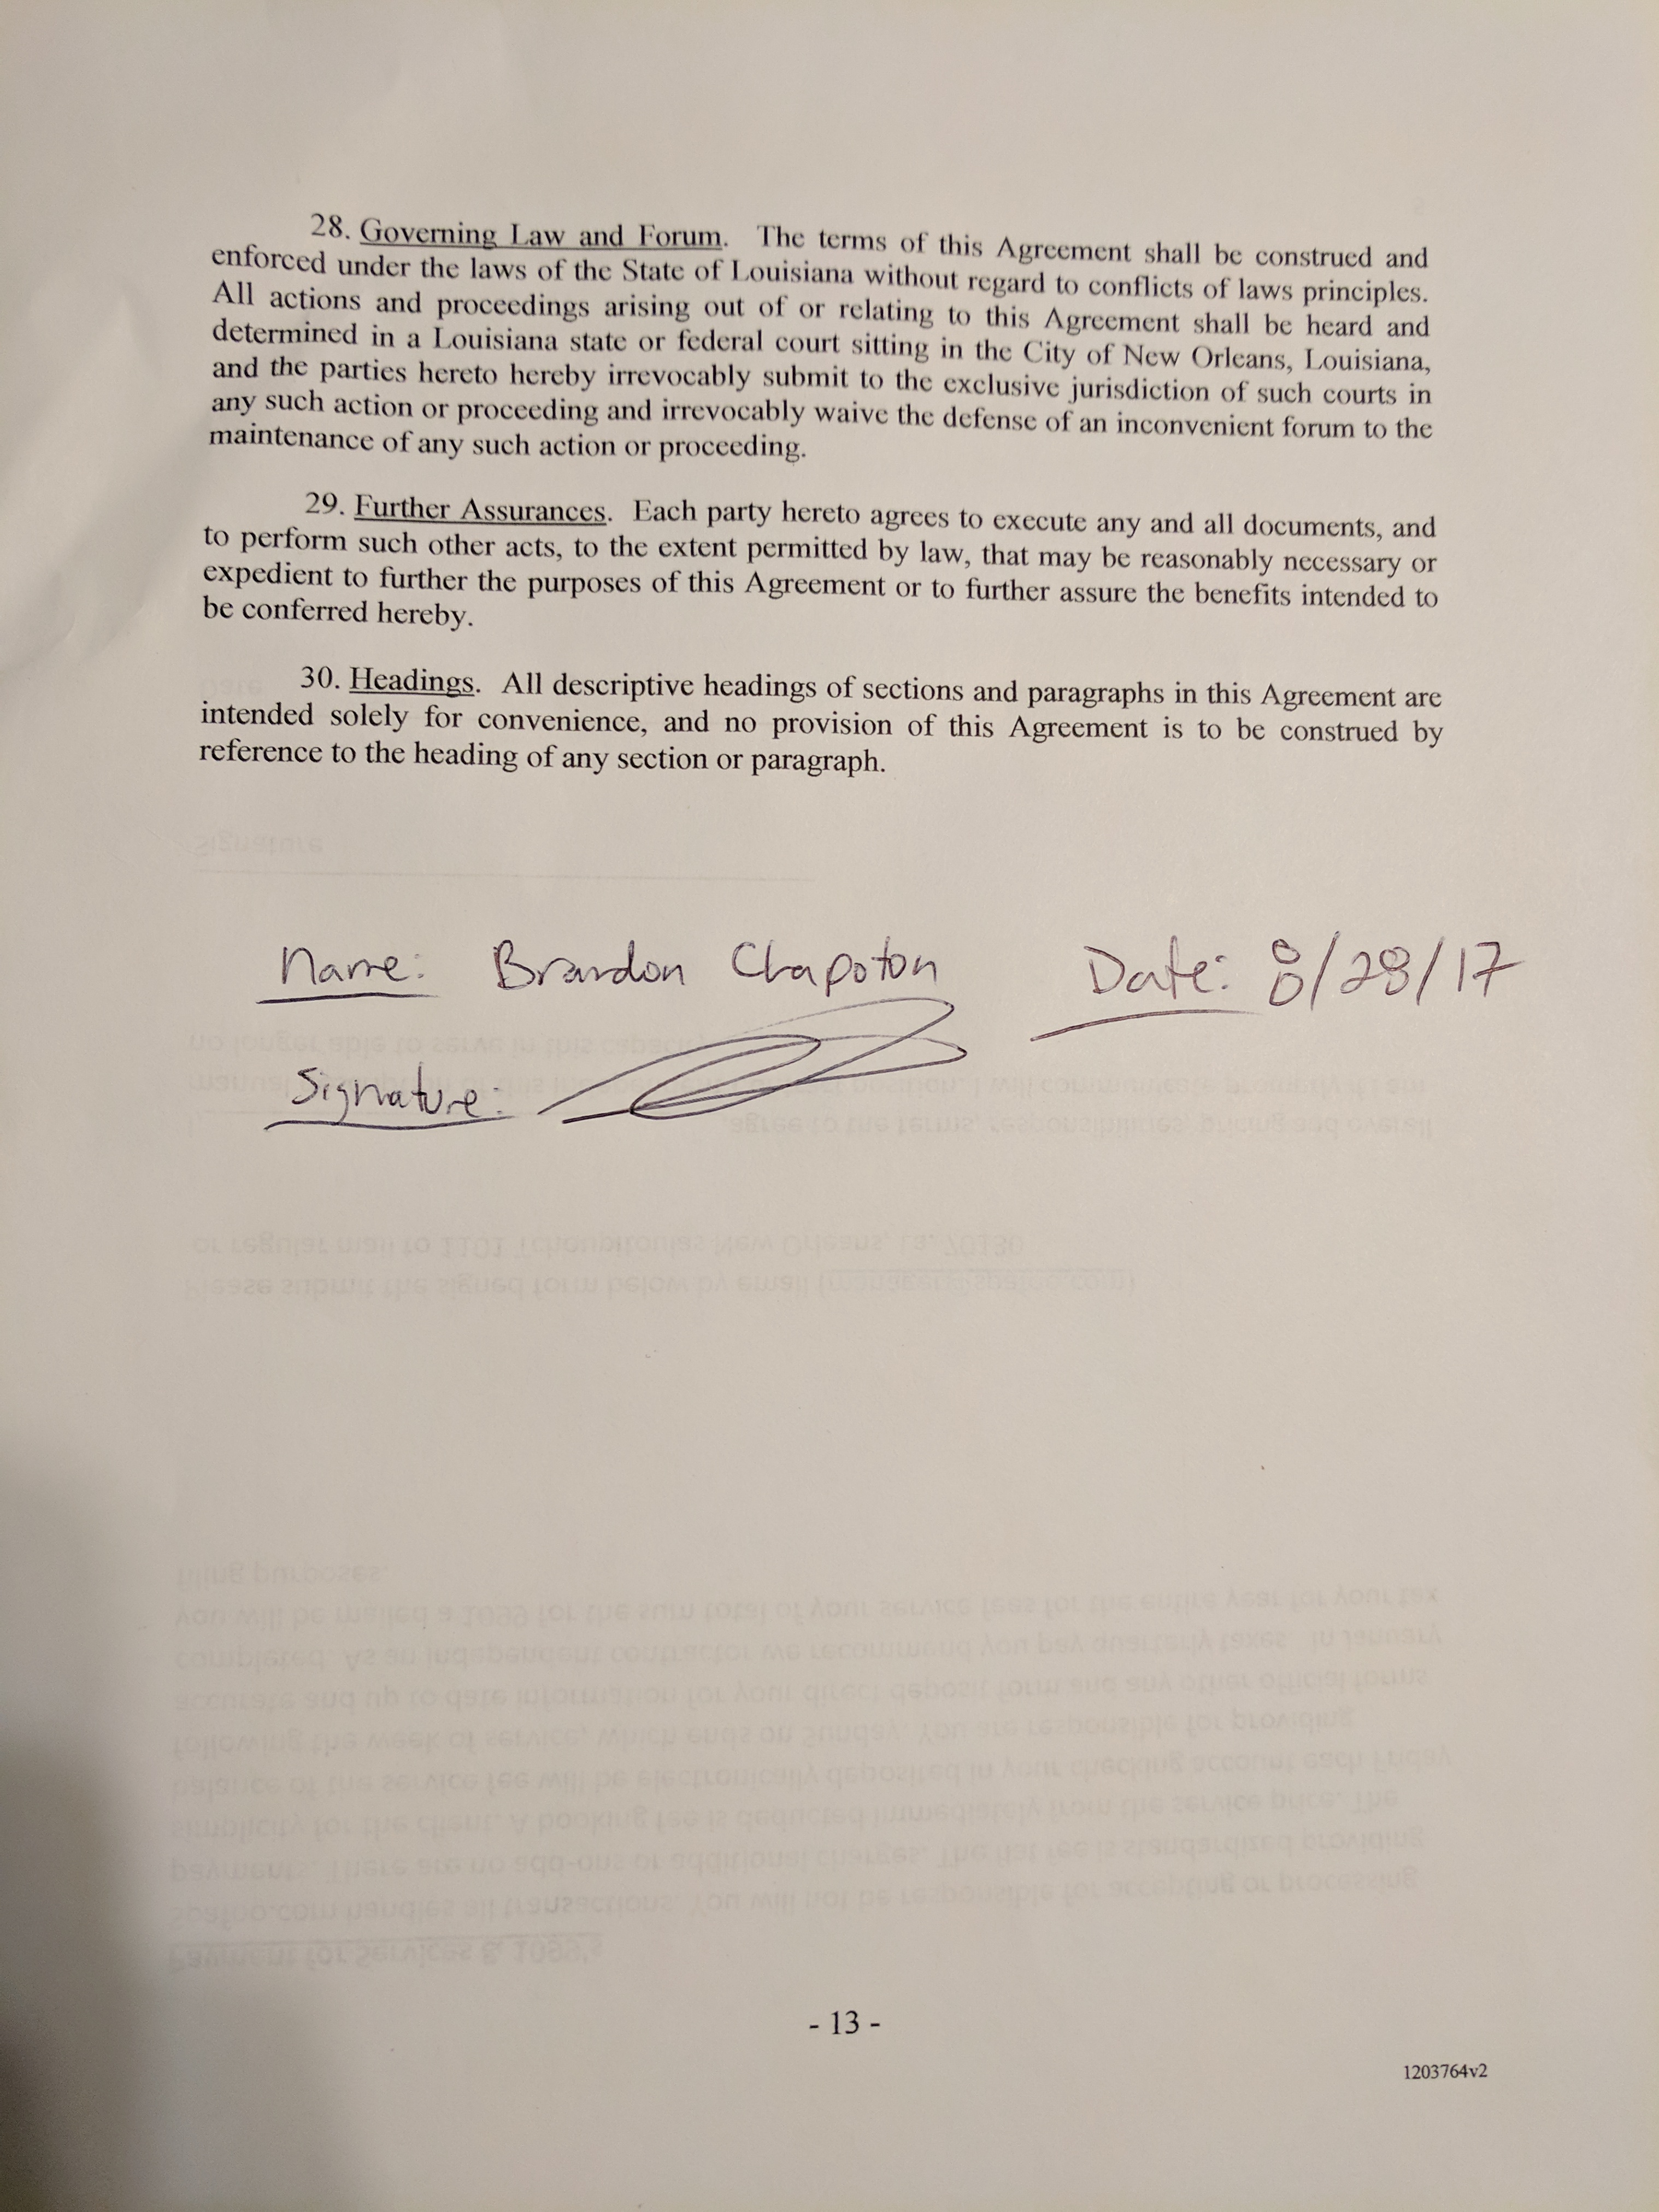 28. Governing Law and Forum. The terms of this Agreement shall be construed and
enforced under the laws of the State of Louisiana without regard to conflicts of laws principles.
All actions and proceedings arising out of or relating to this Agreement shall be heard and
determined in a Louisiana state or federal court sitting in the City of New Orleans, Louisiana,
and the parties hereto hereby irrevocably submit to the exclusive jurisdiction of such courts in
any such action or proceeding and irrevocably waive the defense of an inconvenient forum to the
maintenance of any such action or proceeding.
29. Further Assurances. Each party hereto agrees to execute any and all documents, and
to perform such other acts, to the extent permitted by law, that may be reasonably necessary or
expedient to further the purposes of this Agreement or to further assure the benefits intended to
be conferred hereby.
30. Headings. All descriptive headings of sections and paragraphs in this Agreement are
intended solely for convenience, and no provision of this Agreement is to be construed by
reference to the heading of any section or paragraph.
Name: Brandon Chapoton Date: 8/28/17
Signature:
- 13 -
1203764v2